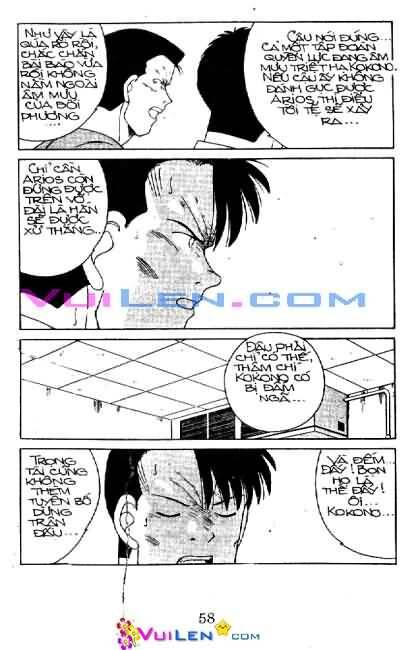 NHƯ VẬY LÀ
QUÁ RÕ RỒI,
CHẮC CHẮN
BÀI BÁO VỪA
RỒI KHÔNG
NẰM NGOÀI
ÂM MƯU
CỦA ĐỐI
PHƯƠNG...
CẬU NÓI ĐÚNG...
CẢ MỘT TẬP ĐOÀN
QUYỀN LỰC ĐANG ÂM
MƯU TRIỆT HẠ KOKONO.
NẾU CẬU ẤY KHÔNG
ĐÁNH GỤC ĐƯỢC
ARIOS THÌ ĐIỀU
TỒI TỆ SẼ XẢY
RA...
CHỈ CẦN
ARIOS CÒN
ĐỨNG ĐƯỢC
TRÊN VÕ
ĐÀI LÀ HẮN
SẼ ĐƯỢC
XỬ THẮNG...
VUILEN.COM
ĐÂU PHẢI
CHỈ CÓ THẾ,
THẬM CHÍ
KOKONO CÓ
BỊ ĐẤM
NGÃ...
TRỌNG
TÀI CŨNG
KHÔNG
THÈM
TUYÊN BỐ
DỪNG
TRẬN
ĐẤU...
VÀ ĐẾM...
ĐẤY! BỌN
HỌ LÀ
THẾ ĐẤY!
ÔI...
KOKONO...
58
VUILEN.COM